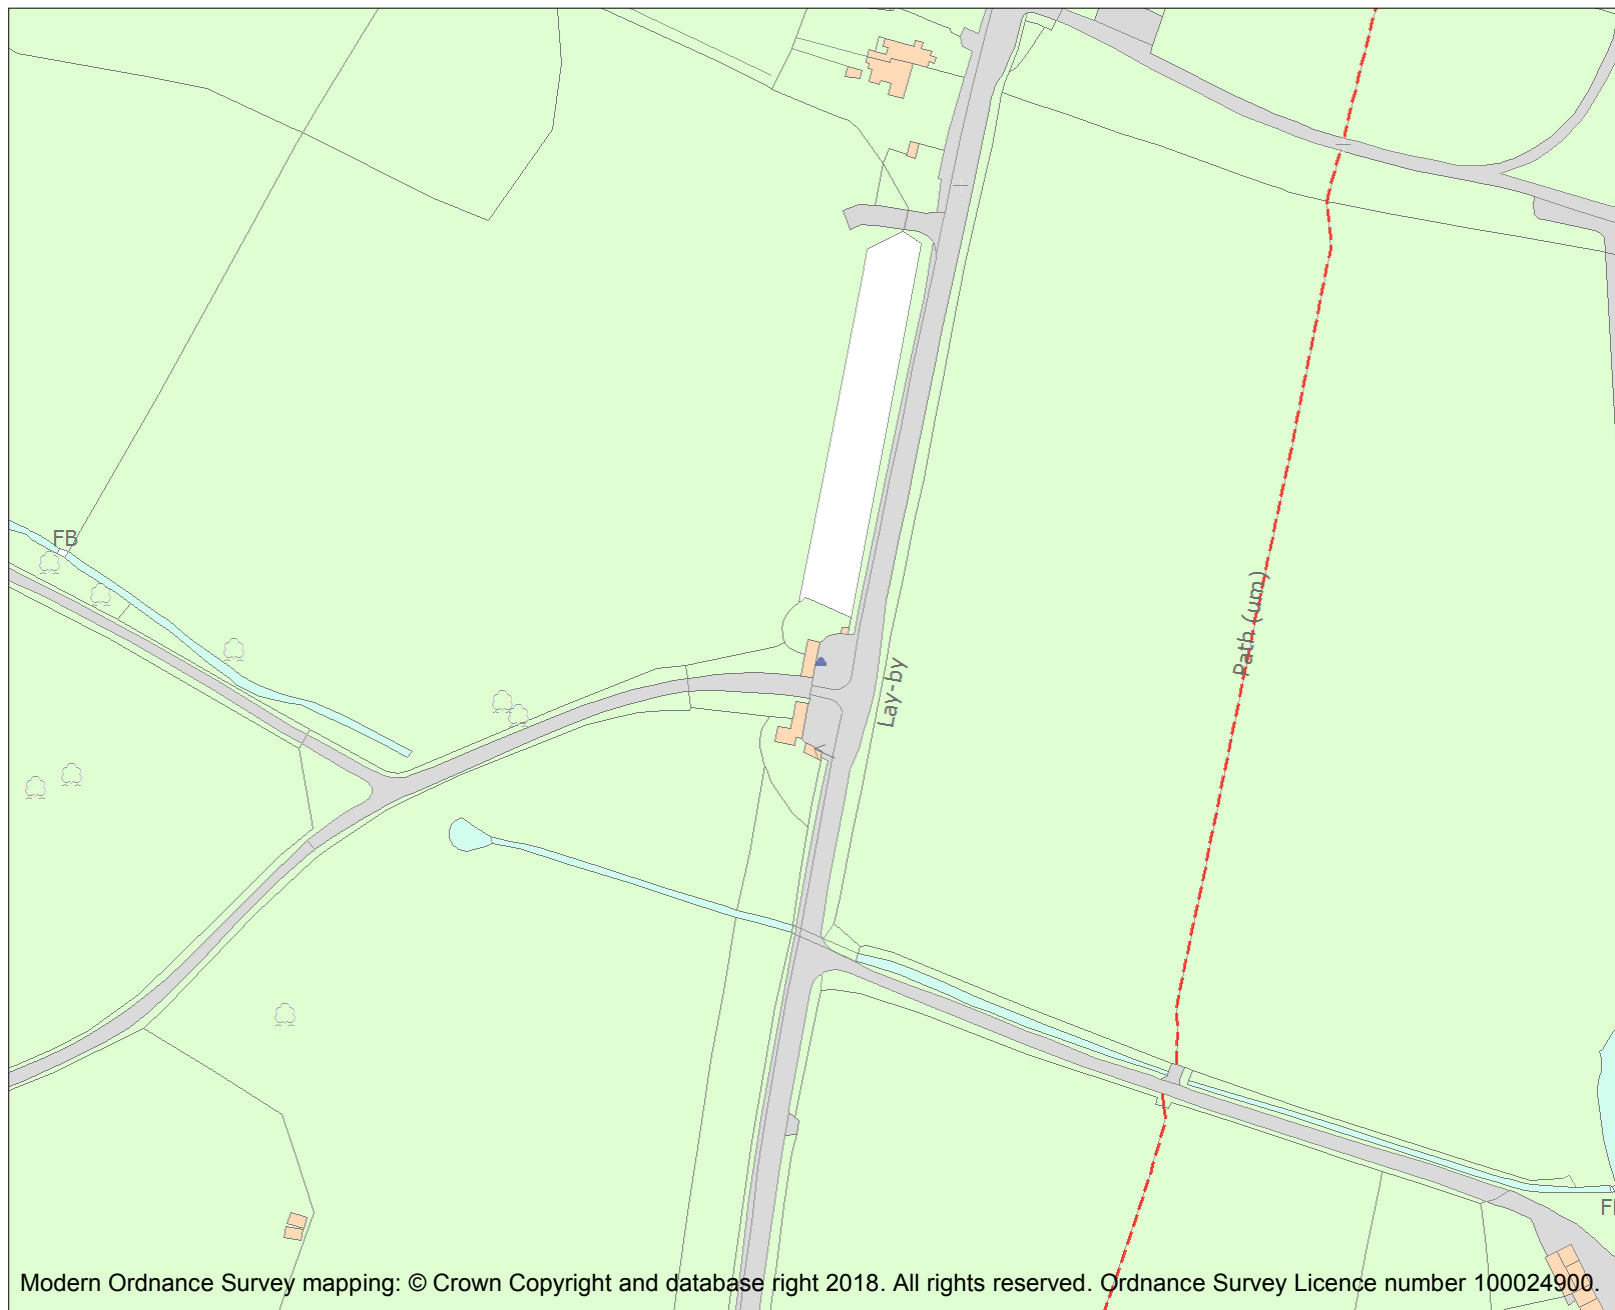 FB
Path (um)
Lay-by
Modern Ordnance Survey mapping: © Crown Copyright and database right 2018. All rights reserved. Ordnance Survey Licence number 100024900.